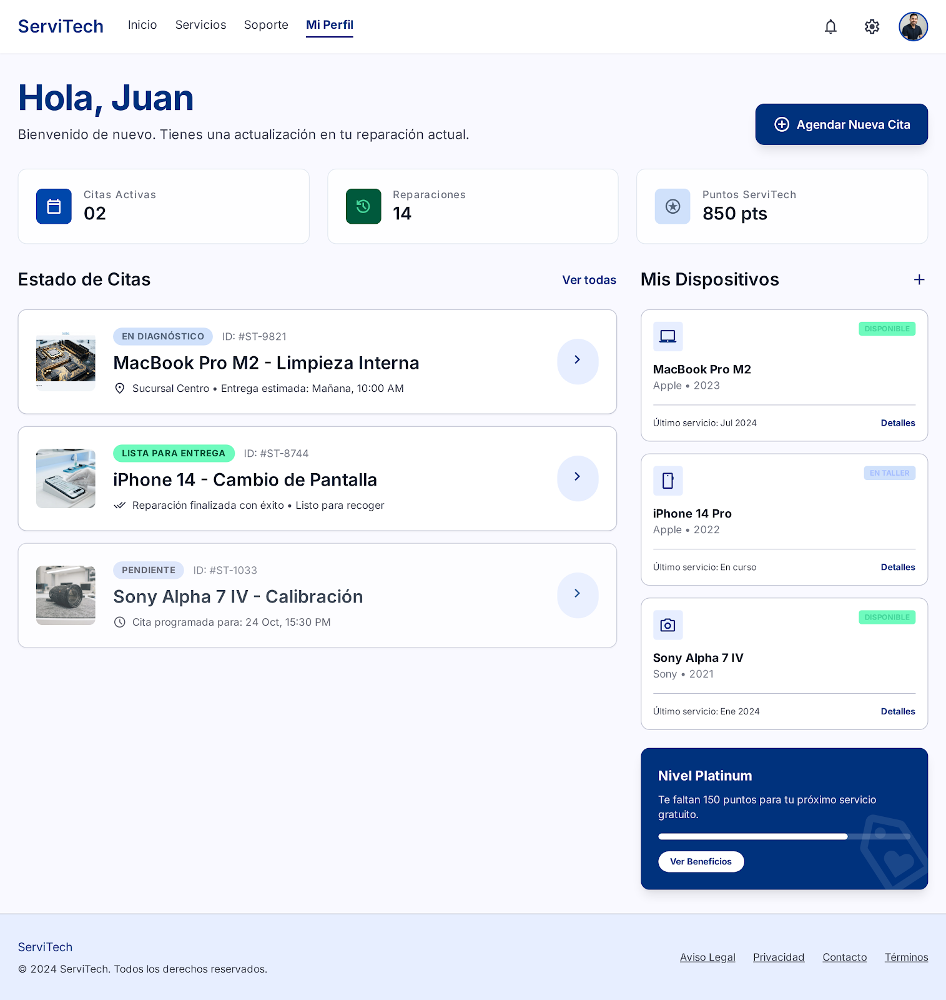 ServiTech
Inicio
Servicios
Soporte
Mi Perfil
Hola, Juan
Bienvenido de nuevo. Tienes una actualización en tu reparación actual.
Agendar Nueva Cita
Citas Activas
02
Reparaciones
14
Puntos ServiTech
850 pts
Estado de Citas
Ver todas
EN DIAGNÓSTICO
ID: #ST-9821
MacBook Pro M2 - Limpieza Interna
Sucursal Centro • Entrega estimada: Mañana, 10:00 AM
LISTA PARA ENTREGA
ID: #ST-8744
iPhone 14 - Cambio de Pantalla
Reparación finalizada con éxito • Listo para recoger
PENDIENTE
ID: #ST-1033
Sony Alpha 7 IV - Calibración
Cita programada para: 24 Oct, 15:30 PM
Mis Dispositivos
DISPONIBLE
MacBook Pro M2
Apple • 2023
Último servicio: Jul 2024
Detalles
EN TALLER
iPhone 14 Pro
Apple • 2022
Último servicio: En curso
Detalles
DISPONIBLE
Sony Alpha 7 IV
Sony • 2021
Último servicio: Ene 2024
Detalles
Nivel Platinum
Te faltan 150 puntos para tu próximo servicio
gratuito.
Ver Beneficios
ServiTech
© 2024 ServiTech. Todos los derechos reservados.
Aviso Legal
Privacidad
Contacto
Términos